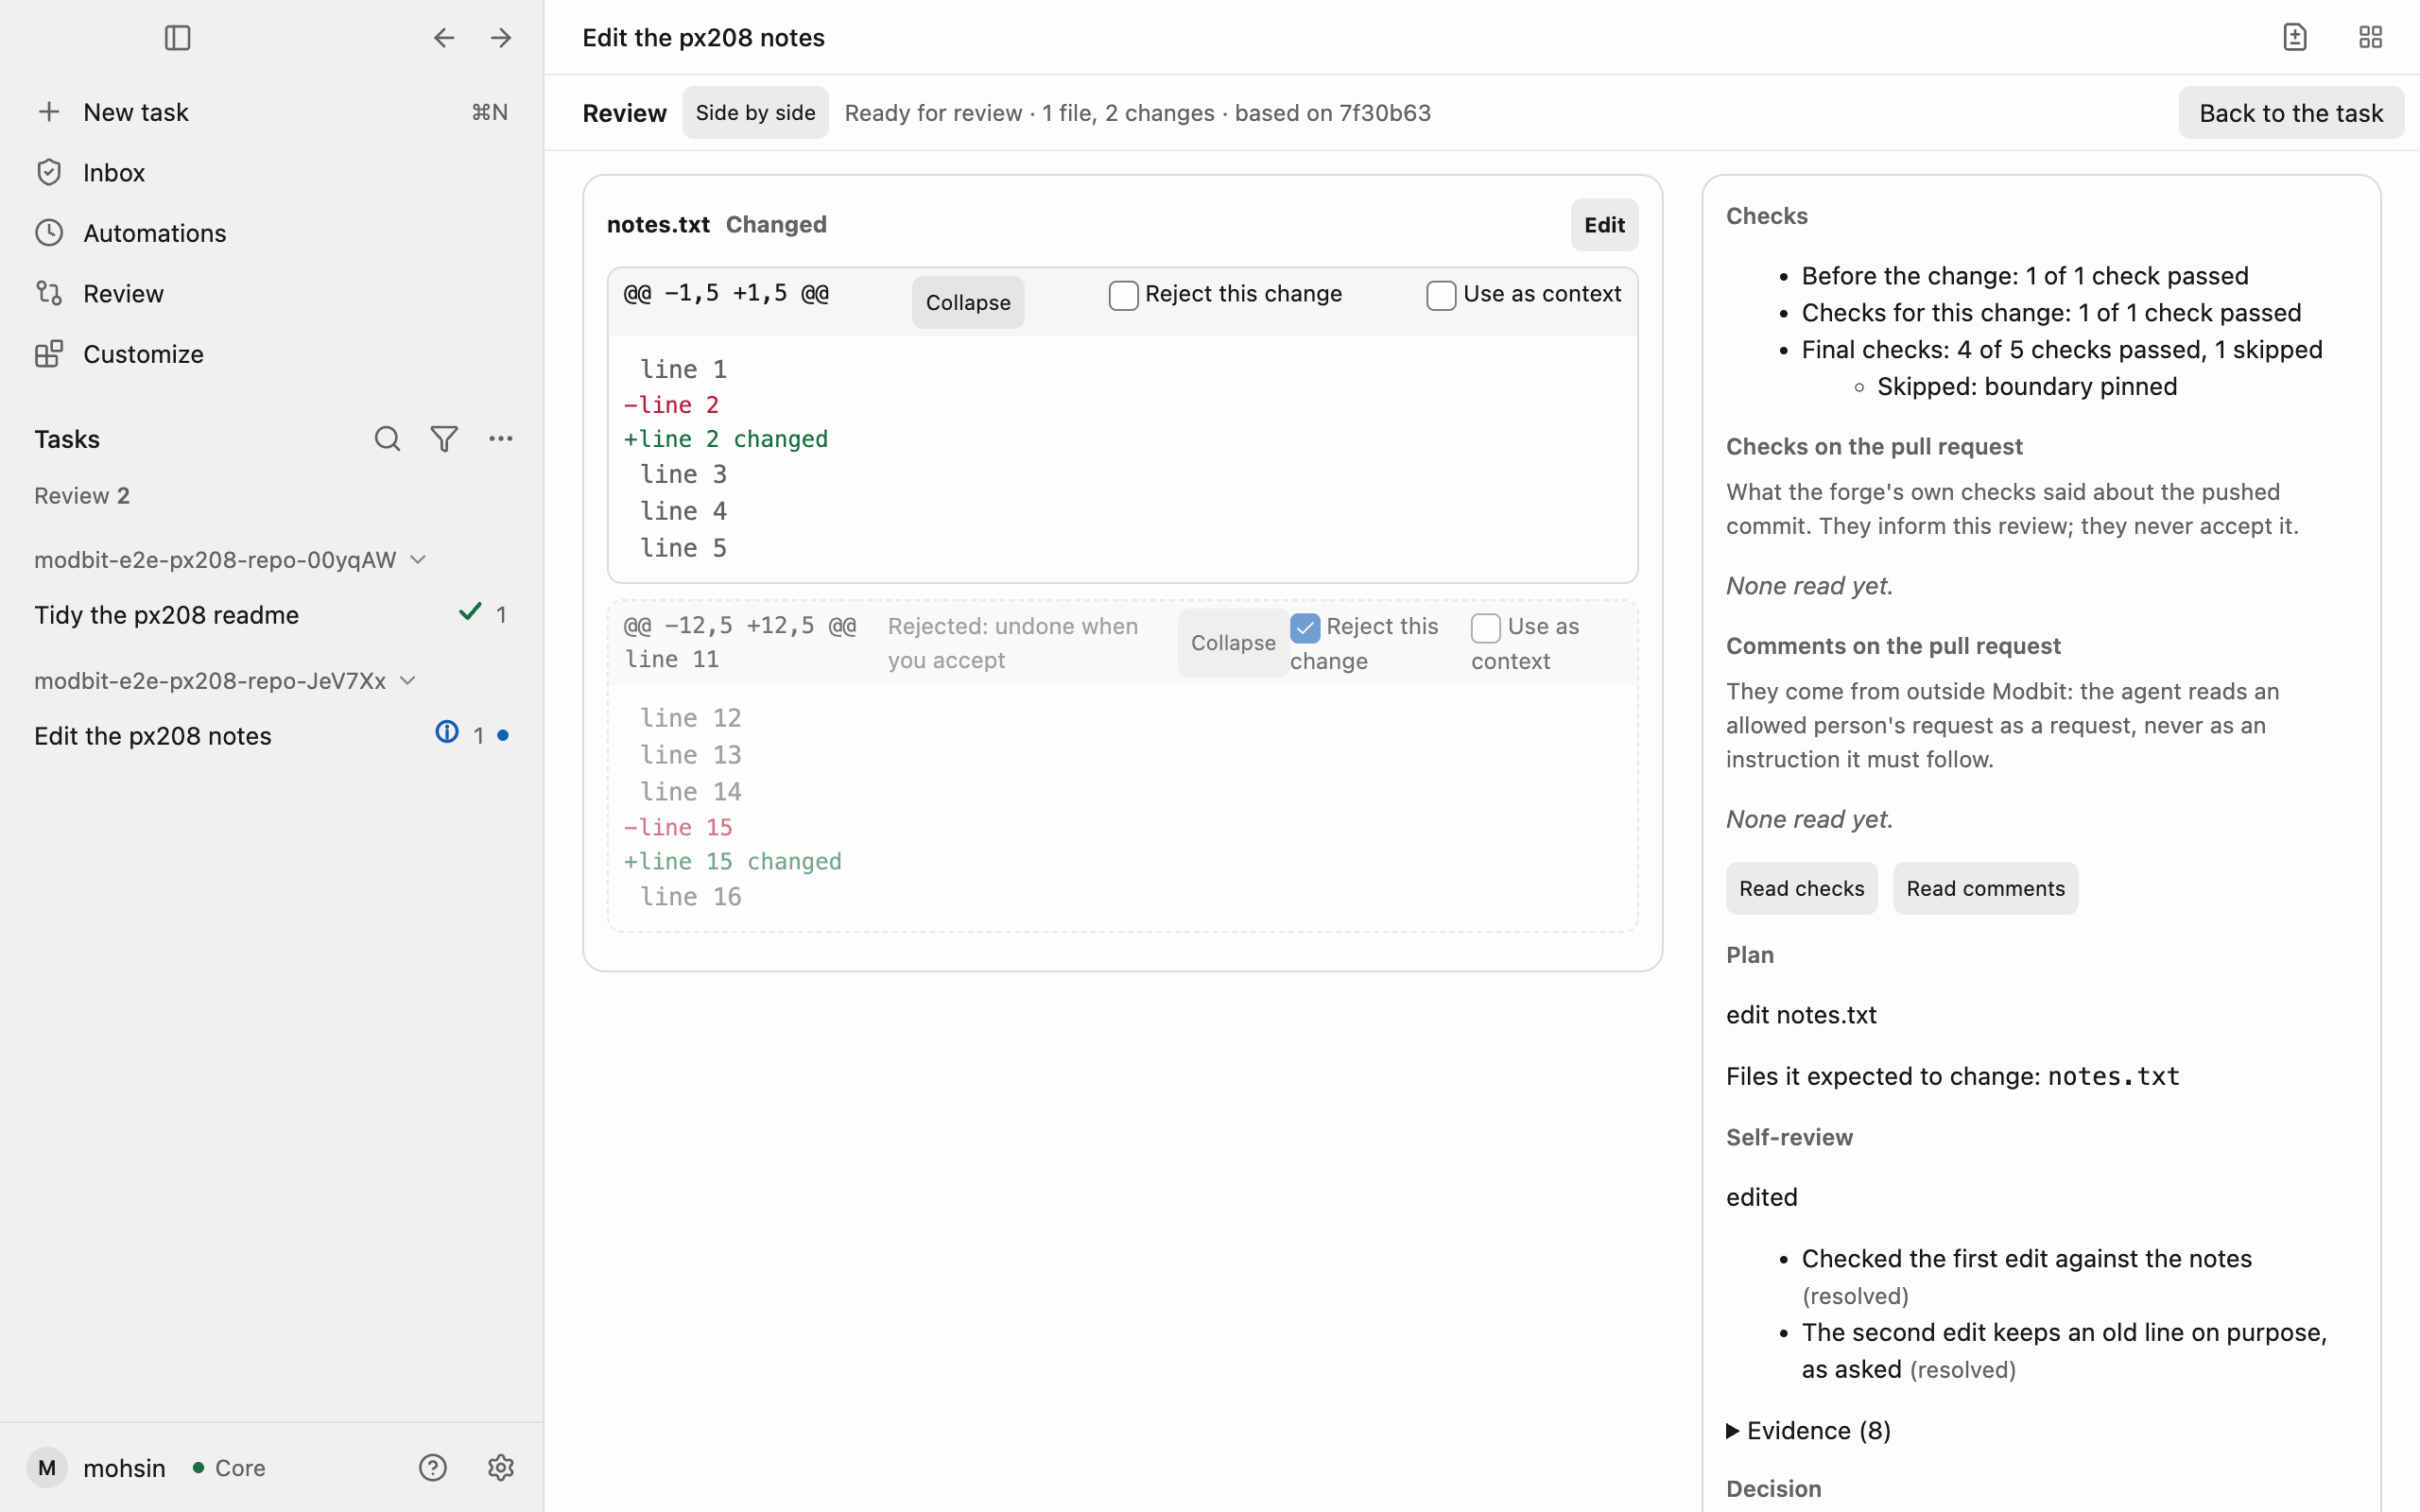 New task ⌘N
Inbox
Automations
Review
Customize
Tasks
Review 2
modbit-e2e-px208-repo-00yqAW
Tidy the px208 readme 1
modbit-e2e-px208-repo-JeV7Xx
Edit the px208 notes 1
M mohsin Core
Edit the px208 notes
Review Side by side Ready for review · 1 file, 2 changes · based on 7f30b63 Back to the task
notes.txt Changed Edit
@@ −1,5 +1,5 @@ Collapse Reject this change Use as context
line 1
−line 2
+line 2 changed
line 3
line 4
line 5
@@ −12,5 +12,5 @@ Rejected: undone when Collapse Reject this Use as
line 11 you accept change context
line 12
line 13
line 14
−line 15
+line 15 changed
line 16
Checks
• Before the change: 1 of 1 check passed
• Checks for this change: 1 of 1 check passed
• Final checks: 4 of 5 checks passed, 1 skipped
◦ Skipped: boundary pinned
Checks on the pull request
What the forge's own checks said about the pushed
commit. They inform this review; they never accept it.
None read yet.
Comments on the pull request
They come from outside Modbit: the agent reads an
allowed person's request as a request, never as an
instruction it must follow.
None read yet.
Read checks Read comments
Plan
edit notes.txt
Files it expected to change: notes.txt
Self-review
edited
• Checked the first edit against the notes
(resolved)
• The second edit keeps an old line on purpose,
as asked (resolved)
Evidence (8)
Decision